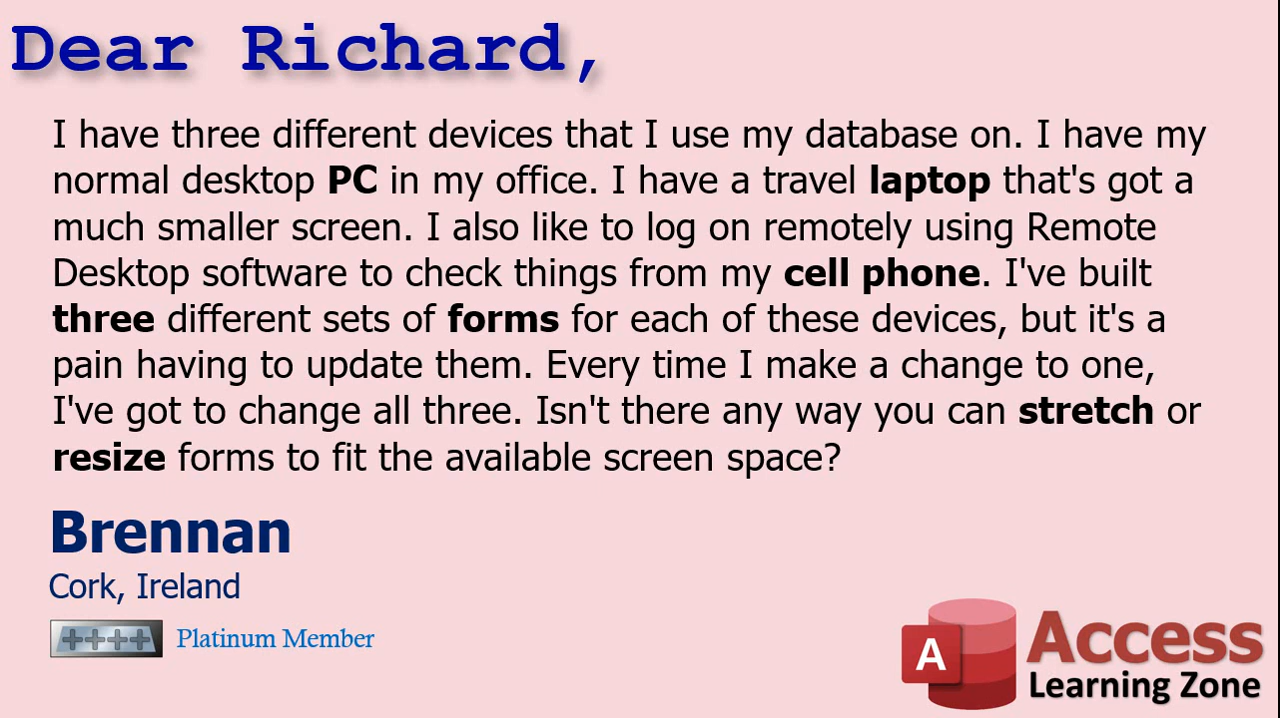 Dear Richard,
I have three different devices that I use my database on. I have my
normal desktop PC in my office. I have a travel laptop that's got a
much smaller screen. I also like to log on remotely using Remote
Desktop software to check things from my cell phone. I've built
three different sets of forms for each of these devices, but it's a
pain having to update them. Every time I make a change to one,
I've got to change all three. Isn't there any way you can stretch or
resize forms to fit the available screen space?
Brennan
Cork, Ireland
++++ Platinum Member
A Access
Learning Zone